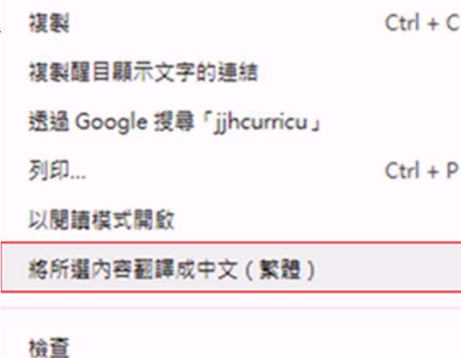 複製 Ctrl + C
複製醒目顯示文字的連結
透過 Google 搜尋「jjhcurricu」
列印... Ctrl + P
以閱讀模式開啟
將所選內容翻譯成中文（繁體）
檢查